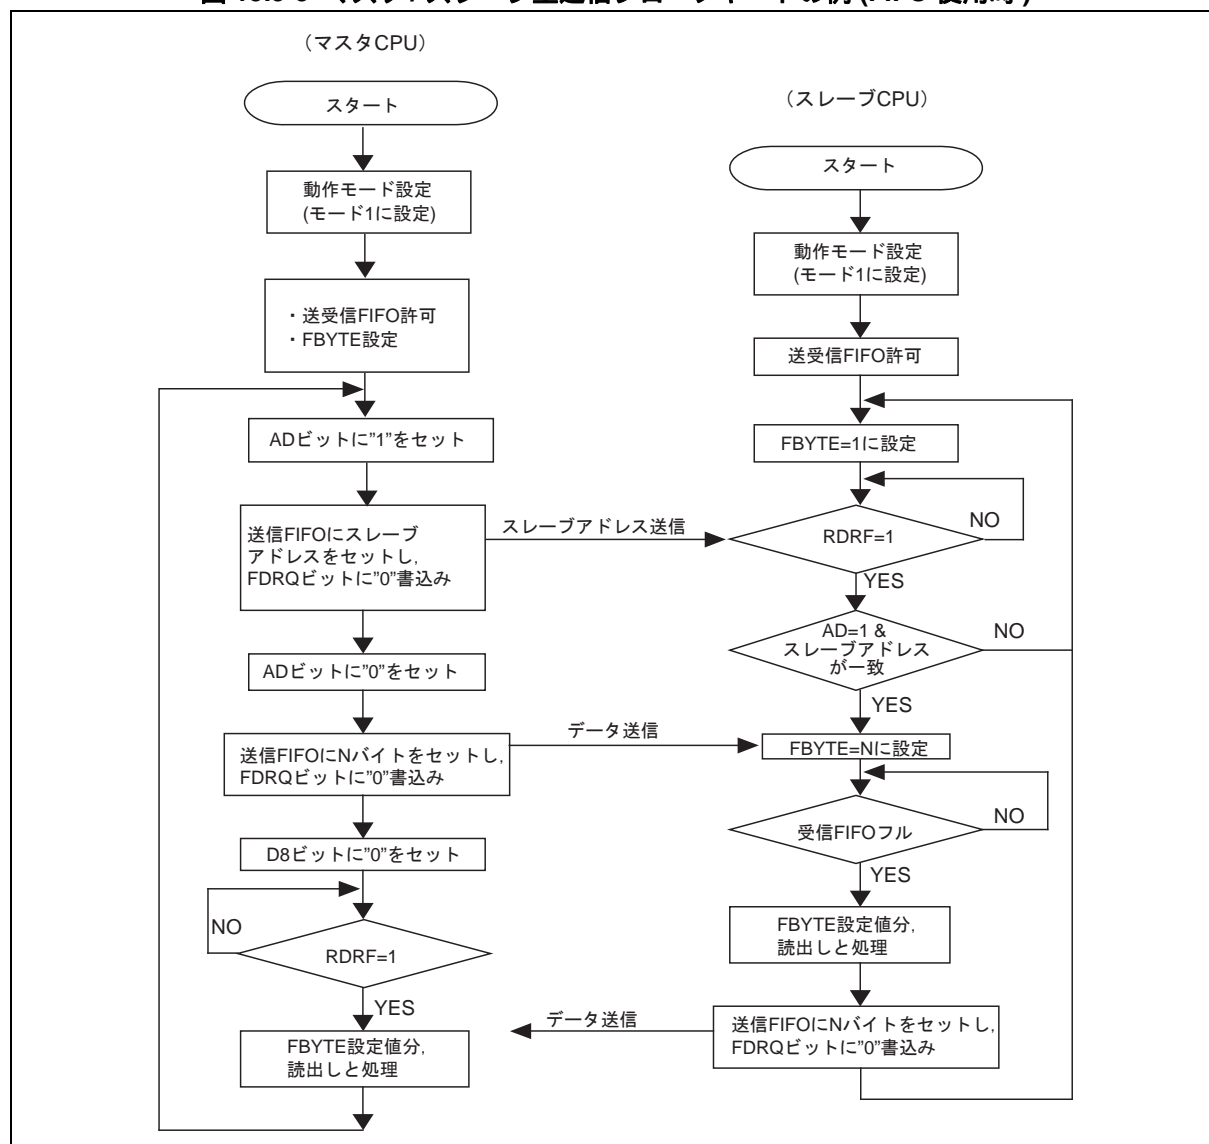 (マスタCPU)
スタート
動作モード設定
(モード1に設定)
・送受信FIFO許可
・FBYTE設定
ADビットに"1"をセット
送信FIFOにスレーブ
アドレスをセットし,
FDRQビットに"0"書込み
スレーブアドレス送信
ADビットに"0"をセット
送信FIFOにNバイトをセットし,
FDRQビットに"0"書込み
データ送信
D8ビットに"0"をセット
NO
RDRF=1
YES
FBYTE設定値分,
読出しと処理
(スレーブCPU)
スタート
動作モード設定
(モード1に設定)
送受信FIFO許可
FBYTE=1に設定
RDRF=1
NO
YES
AD=1 &
スレーブアドレス
が一致
NO
YES
FBYTE=Nに設定
受信FIFOフル
NO
YES
FBYTE設定値分,
読出しと処理
データ送信
送信FIFOにNバイトをセットし,
FDRQビットに"0"書込み